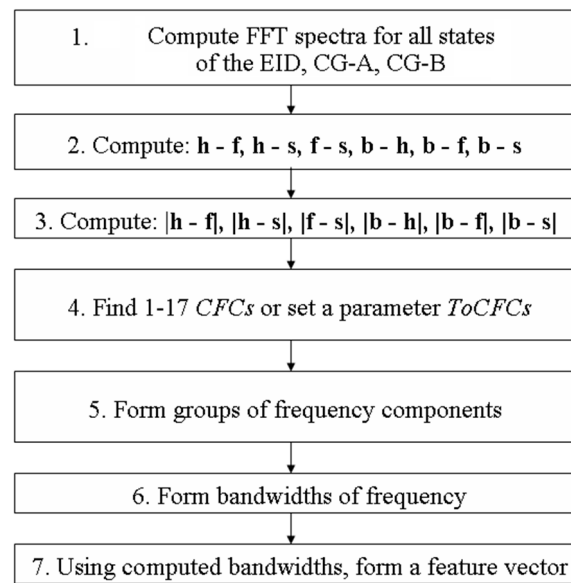 1. Compute FFT spectra for all states
of the EID, CG-A, CG-B
2. Compute: h - f, h - s, f - s, b - h, b - f, b - s
3. Compute: |h - f|, |h - s|, |f - s|, |b - h|, |b - f|, |b - s|
4. Find 1-17 CFCs or set a parameter ToCFCs
5. Form groups of frequency components
6. Form bandwidths of frequency
7. Using computed bandwidths, form a feature vector